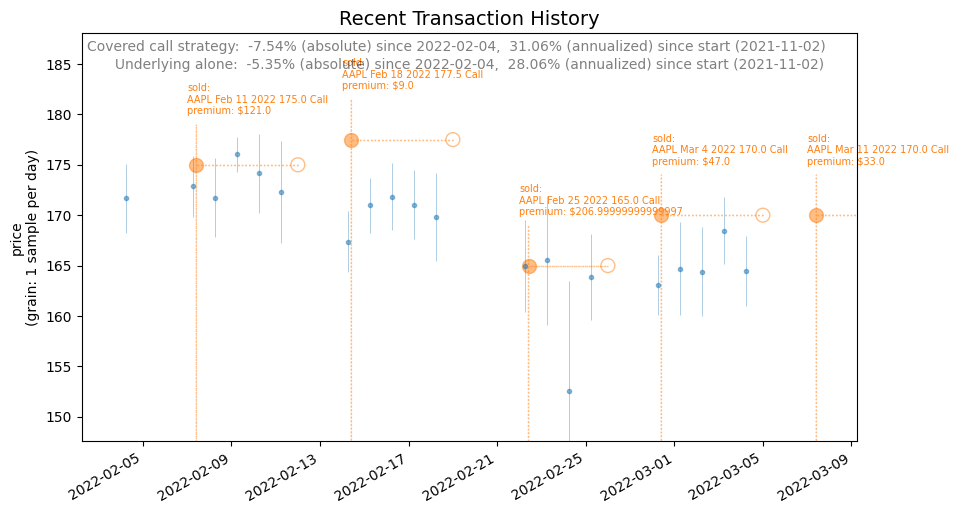 Recent Transaction History
Covered call strategy:  -7.54% (absolute) since 2022-02-04,  31.06% (annualized) since start (2021-11-02)
Underlying alone:  -5.35% (absolute) since 2022-02-04,  28.06% (annualized) since start (2021-11-02)
sold:
AAPL Feb 11 2022 175.0 Call
premium: $121.0
sold:
AAPL Feb 18 2022 177.5 Call
premium: $9.0
sold:
AAPL Feb 25 2022 165.0 Call
premium: $206.99999999999997
sold:
AAPL Mar 4 2022 170.0 Call
premium: $47.0
sold:
AAPL Mar 11 2022 170.0 Call
premium: $33.0
price
(grain: 1 sample per day)
185
180
175
170
165
160
155
150
2022-02-05
2022-02-09
2022-02-13
2022-02-17
2022-02-21
2022-02-25
2022-03-01
2022-03-05
2022-03-09